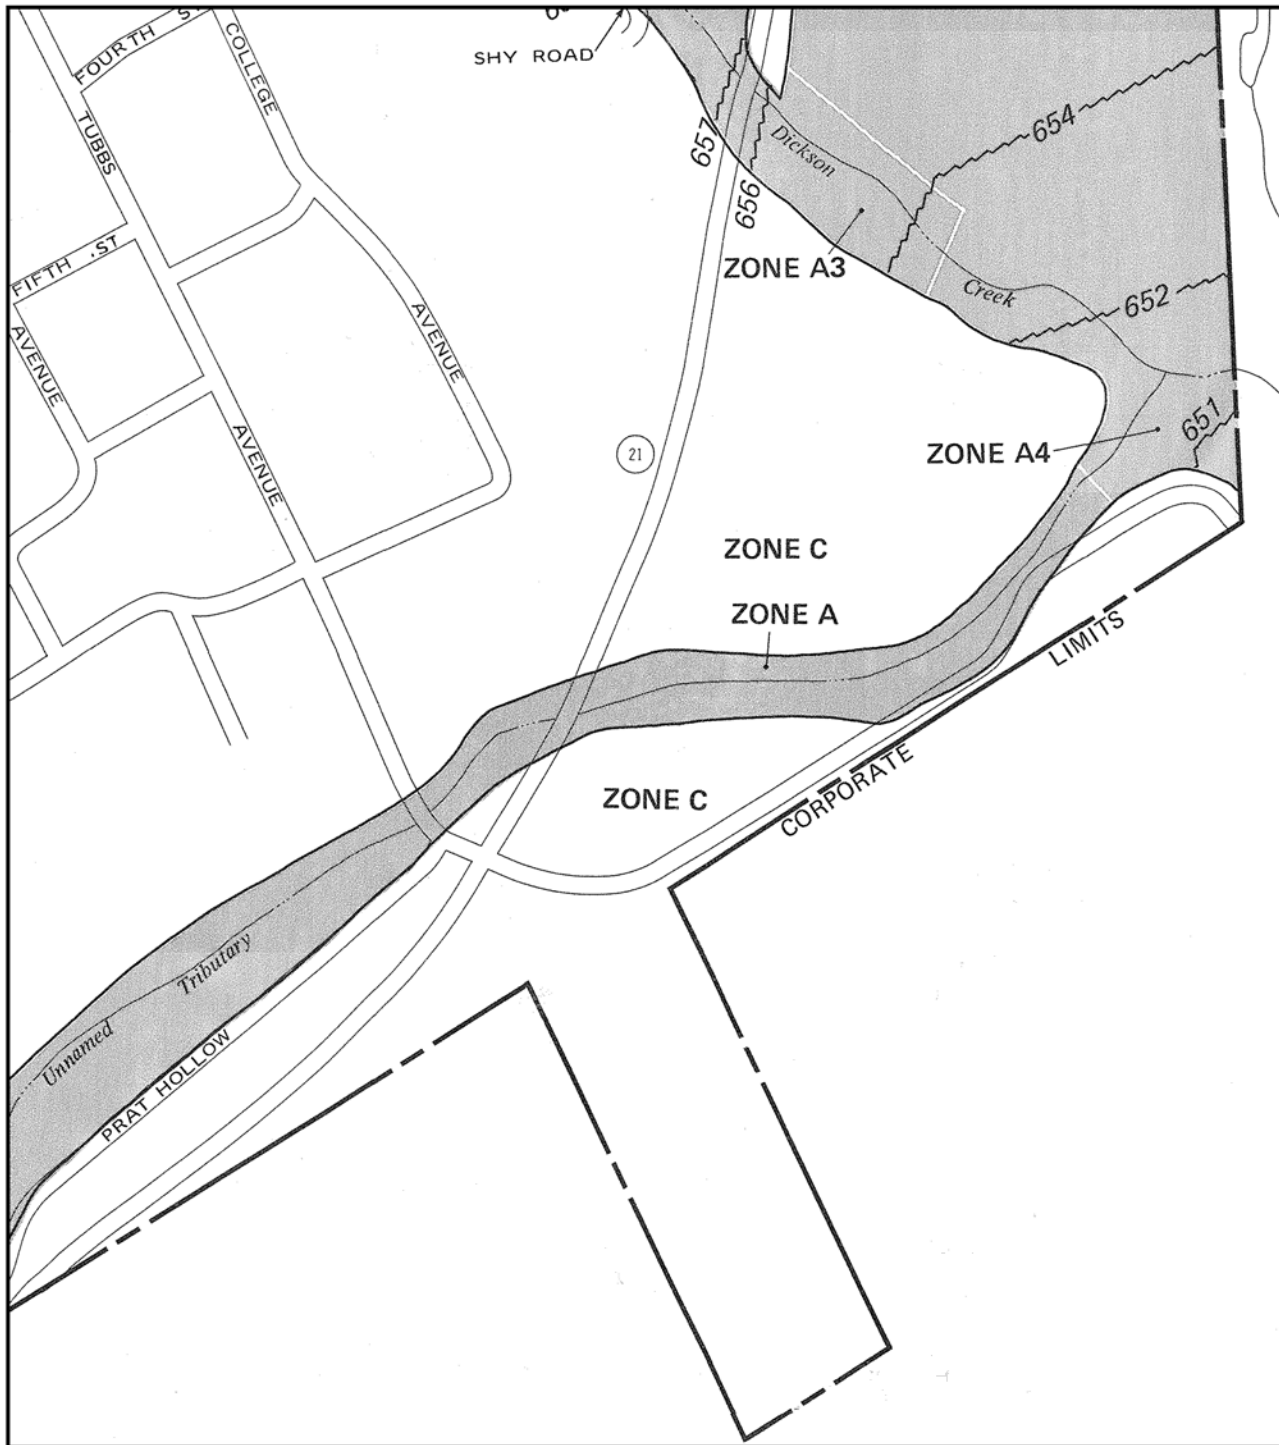 FOURTH ST
COLLEGE
SHY ROAD
TUBBS
654
657
Dickson
656
FIFTH .ST
ZONE A3
Creek
652
AVENUE
AVENUE
651
AVENUE
21
ZONE A4
ZONE C
ZONE A
LIMITS
CORPORATE
ZONE C
Tributary
Unnamed
PRAT HOLLOW